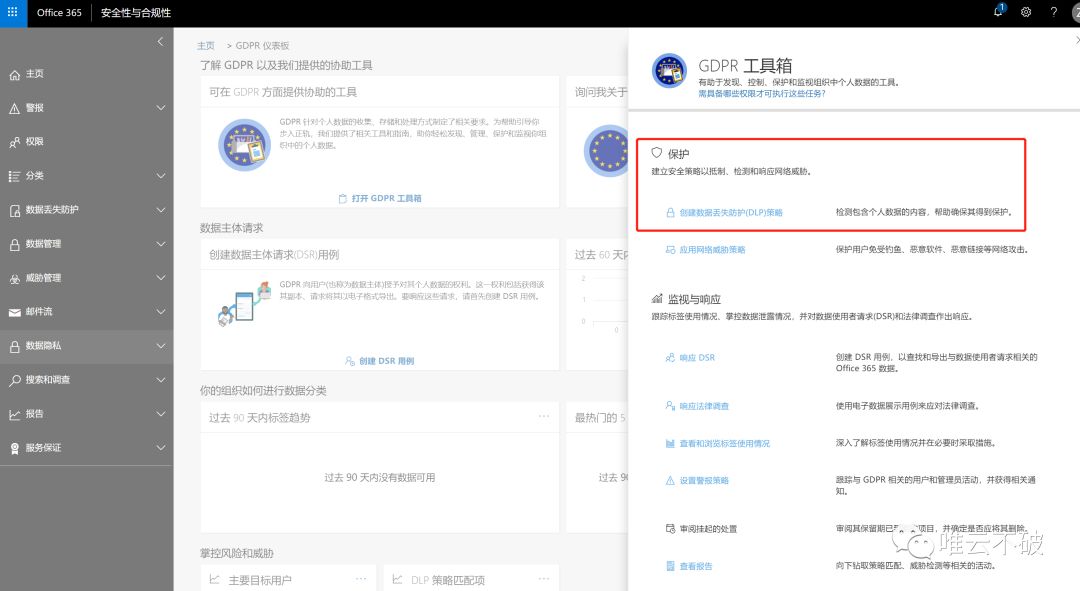 Office 365 安全性与合规性
1
?
Z
主页
警报
权限
分类
数据丢失防护
数据管理
威胁管理
邮件流
数据隐私
搜索和调查
报告
服务保证
主页 > GDPR 仪表板
了解 GDPR 以及我们提供的协助工具
可在 GDPR 方面提供协助的工具
GDPR 针对个人数据的收集、存储和处理方式制定了相关要求。为帮助引导你
步入正轨，我们提供了相关工具和指南，助你轻松发现、管理、保护和监视你组
织中的个人数据。
打开 GDPR 工具箱
询问我关于
数据主体请求
创建数据主体请求(DSR)用例
GDPR 向用户(也称为数据主体)授予对其个人数据的权利。这一权利包括获得该
其副本、请求将其以电子格式导出。要响应这些请求，请首先创建 DSR 用例。
创建 DSR 用例
过去 60 天内
2
1
0
0
你的组织如何进行数据分类
过去 90 天内标签趋势
···
过去 90 天内没有数据可用
最热门的 5
过去 90
掌控风险和威胁
主要目标用户
···
DLP 策略匹配项
···
GDPR 工具箱
有助于发现、控制、保护和监视组织中个人数据的工具。
需具备哪些权限才可执行这些任务?
保护
建立安全策略以抵制、检测和响应网络威胁。
创建数据丢失防护(DLP)策略
检测包含个人数据的内容，帮助确保其得到保护。
应用网络威胁策略
保护用户免受钓鱼、恶意软件、恶意链接等网络攻击。
监视与响应
跟踪标签使用情况、掌控数据泄露情况，并对数据使用者请求(DSR)和法律调查作出响应。
响应 DSR
创建 DSR 用例，以查找和导出与数据使用者请求相关的
Office 365 数据。
响应法律调查
使用电子数据展示用例来应对法律调查。
查看和浏览标签使用情况
深入了解标签使用情况并在必要时采取措施。
设置警报策略
跟踪与 GDPR 相关的用户和管理员活动，并获得相关通
知。
审阅挂起的处置
审阅其保留期已 项目，并确定是否应将其删除。
查看报告
向下钻取策略匹配、威胁检测等相关的活动。
唯云不破